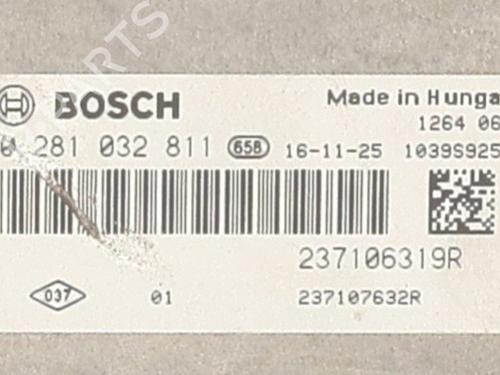 BOSCH
Made in Hunga
1264 06
0 281 032 811 658 16-11-25 1039S925
237106319R
037 01 237107632R
PARTS